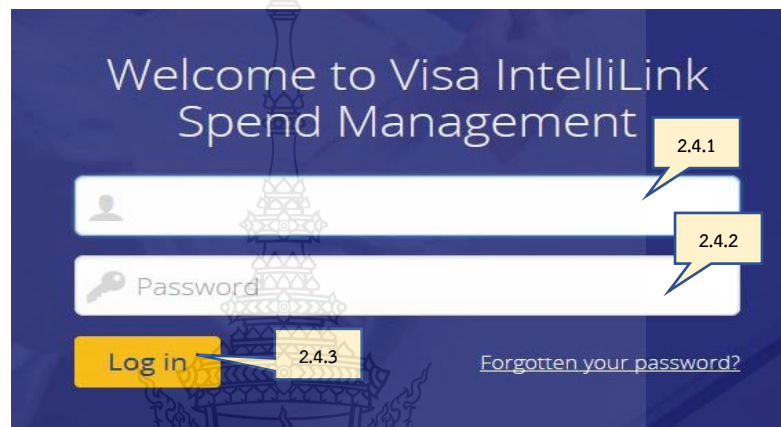 Welcome to Visa IntelliLink
Spend Management
2.4.1
2.4.2
Password
Log in
2.4.3
Forgotten your password?